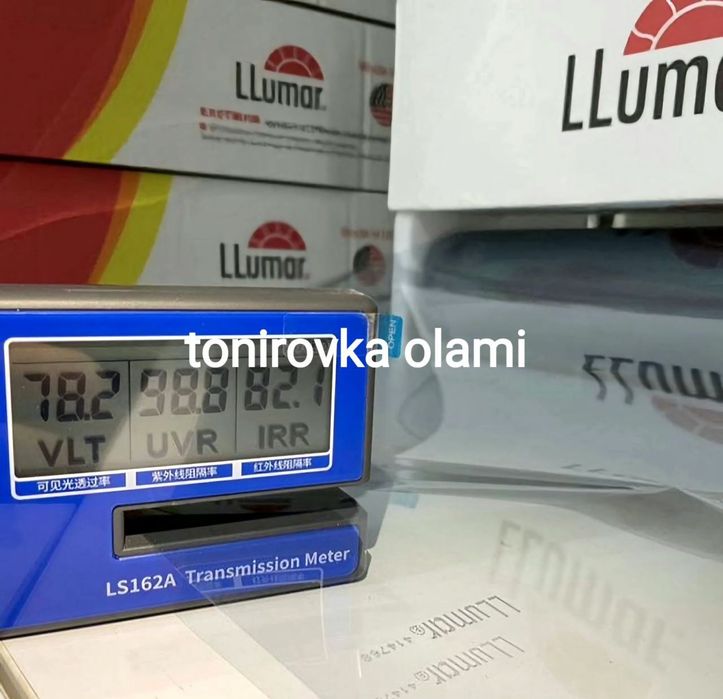 LLumar
LLumar
LLuma
OPEN
tonirovka olami
78.2 98.8 82.1
VLT UVR IRR
可见光透过率 紫外线阻隔率 红外线阻隔率
LS162A Transmission Meter
LLumar
LLumar® 414768
LLumar